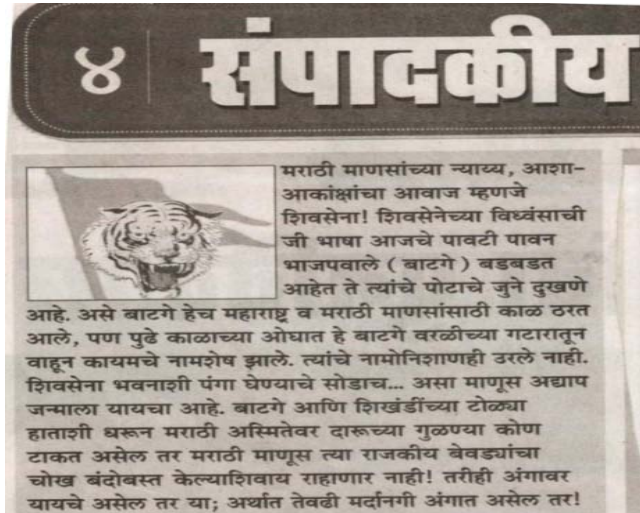 ४
संपादकीय
मराठी माणसांच्या न्याय्य, आशा-
आकांक्षांचा आवाज म्हणजे
शिवसेना! शिवसेनेच्या विध्वंसाची
जी भाषा आजचे पावटी पावन
भाजपवाले ( बाटगे ) बडबडत
आहेत ते त्यांचे पोटाचे जुने दुखणे
आहे. असे बाटगे हेच महाराष्ट्र व मराठी माणसांसाठी काळ ठरत
आले, पण पुढे काळाच्या ओघात हे बाटगे वरळीच्या गटारातून
वाहून कायमचे नामशेष झाले. त्यांचे नामोनिशाणही उरले नाही.
शिवसेना भवनाशी पंगा घेण्याचे सोडाच... असा माणूस अद्याप
जन्माला यायचा आहे. बाटगे आणि शिखंडींच्या टोळ्या
हाताशी धरून मराठी अस्मितेवर दारूच्या गुळण्या कोण
टाकत असेल तर मराठी माणूस त्या राजकीय बेवड्यांचा
चोख बंदोबस्त केल्याशिवाय राहाणार नाही! तरीही अंगावर
यायचे असेल तर या; अर्थात तेवढी मर्दानगी अंगात असेल तर!